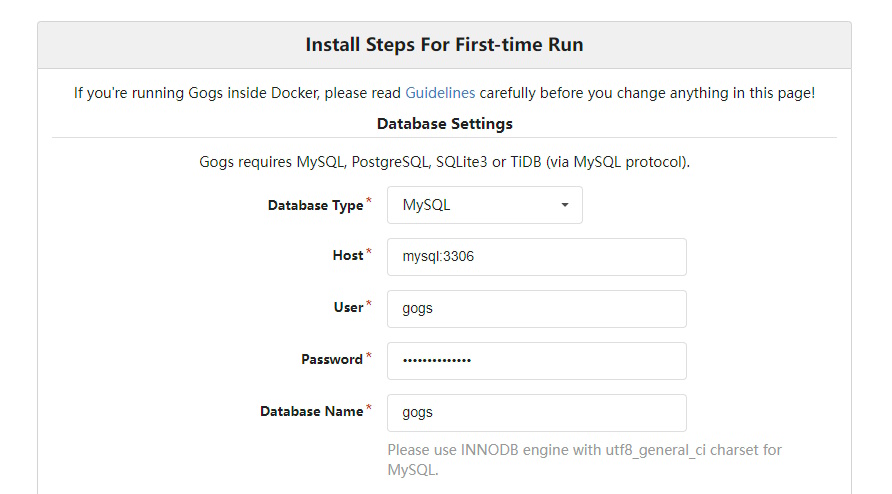 Install Steps For First-time Run
If you're running Gogs inside Docker, please read Guidelines carefully before you change anything in this page!
Database Settings
Gogs requires MySQL, PostgreSQL, SQLite3 or TiDB (via MySQL protocol).
Database Type* MySQL
Host* mysql:3306
User* gogs
Password* ••••••••••••••
Database Name* gogs
Please use INNODB engine with utf8_general_ci charset for
MySQL.